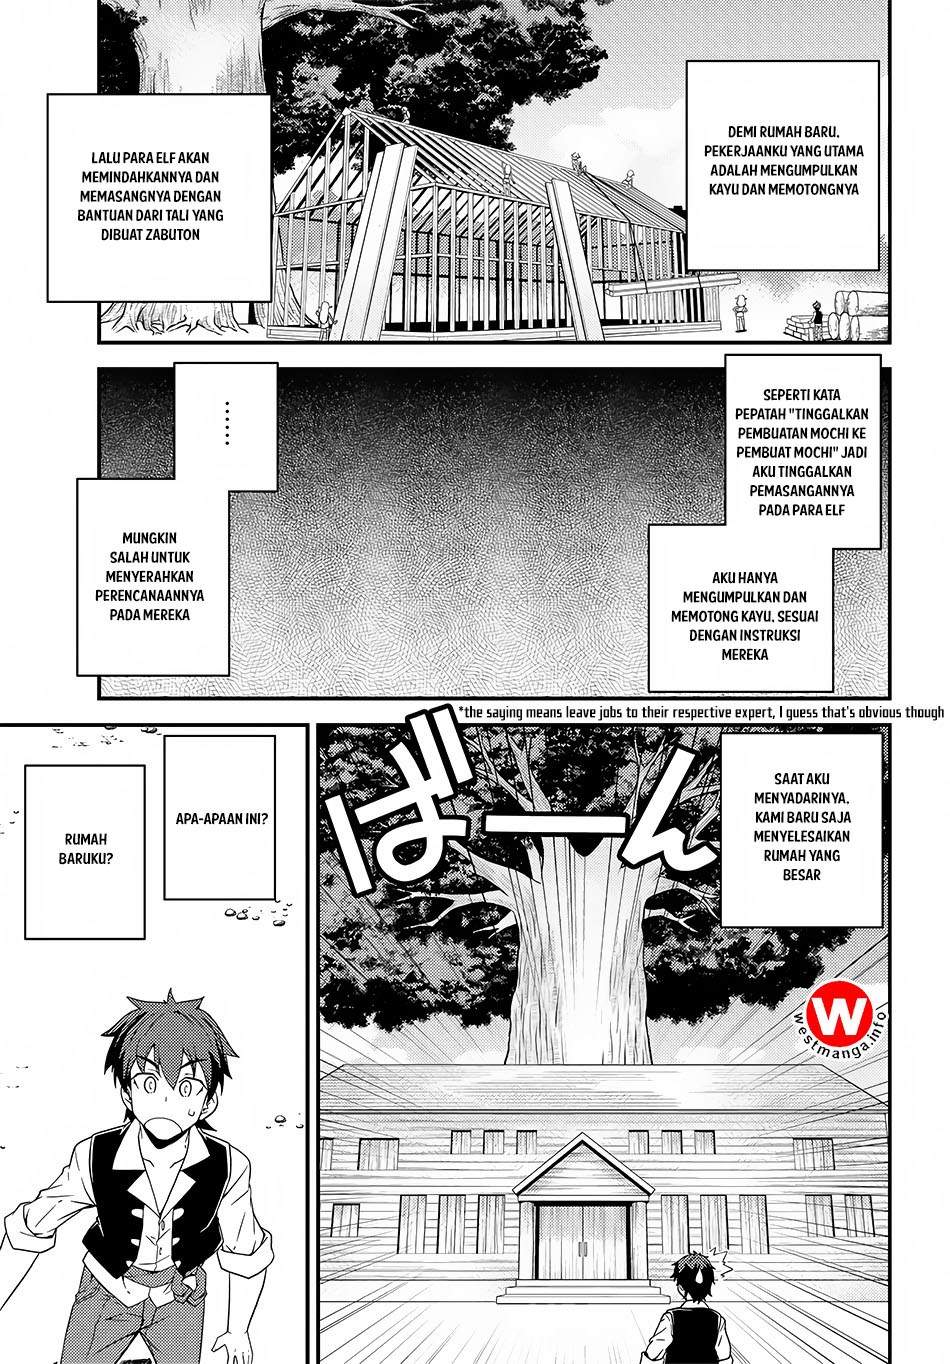 DEMI RUMAH BARU.
PEKERJAANKU YANG UTAMA
ADALAH MENGUMPULKAN
KAYU DAN MEMOTONGNYA
LALU PARA ELF AKAN
MEMINDAHKANNYA DAN
MEMASANGNYA DENGAN
BANTUAN DARI TALI YANG
DIBUAT ZABUTON
SEPERTI KATA
PEPATAH "TINGGALKAN
PEMBUATAN MOCHI KE
PEMBUAT MOCHI" JADI
AKU TINGGALKAN
PEMASANGANNYA
PADA PARA ELF
AKU HANYA
MENGUMPULKAN DAN
MEMOTONG KAYU, SESUAI
DENGAN INSTRUKSI
MEREKA
......
MUNGKIN
SALAH UNTUK
MENYERAHKAN
PERENCANAANNYA
PADA MEREKA
*the saying means leave jobs to their respective expert, I guess that's obvious though
SAAT AKU
MENYADARINYA.
KAMI BARU SAJA
MENYELESAIKAN
RUMAH YANG
BESAR
ばーん
W
westmanga.info
APA-APAAN INI?
RUMAH
BARUKU?